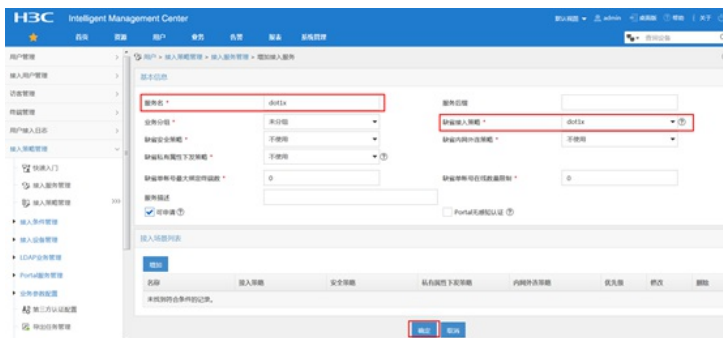 H3C Intelligent Management Center
admin 帮助 | 关于
首页 资源 用户 业务 告警 报表 系统管理
用户管理
用户 > 接入策略管理 > 接入服务管理 > 增加接入服务
接入用户管理
基本信息
访客管理
服务名 * dot1x 服务后缀
终端管理
业务分组 * 未分组 缺省接入策略 * dot1x
用户接入日志
缺省安全策略 * 不使用 缺省内网外连策略 * 不使用
接入策略管理
缺省私有属性下发策略 * 不使用
快速入门
缺省单帐号最大绑定终端数 * 0 缺省单帐号在线数量限制 * 0
接入服务管理
接入策略管理
服务描述
接入条件管理
可申请 Portal无感知认证
接入设备管理
接入场景列表
LDAP业务管理
增加
Portal服务管理
名称 接入策略 安全策略 私有属性下发策略 内网外连策略 优先级 修改 删除
业务参数配置
未找到符合条件的记录。
第三方认证配置
导出任务管理
确定 取消